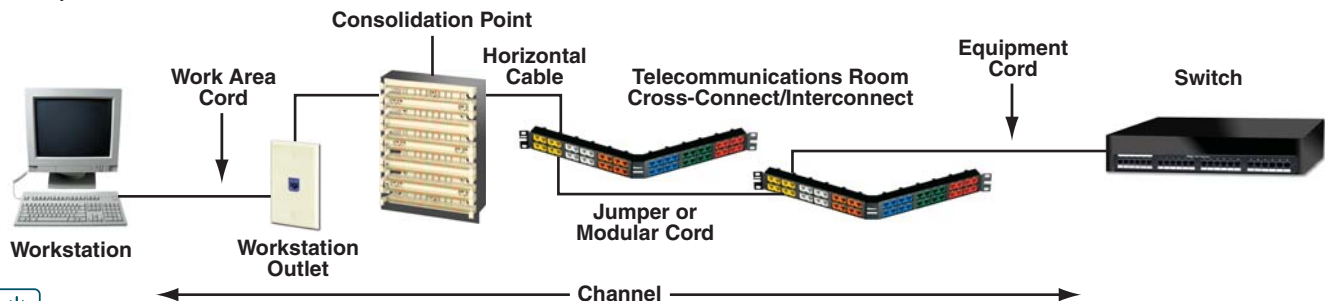 Consolidation Point
Horizontal
Cable
Work Area
Cord
Telecommunications Room
Cross-Connect/Interconnect
Equipment
Cord
Switch
Workstation
Workstation
Outlet
Jumper or
Modular Cord
Channel